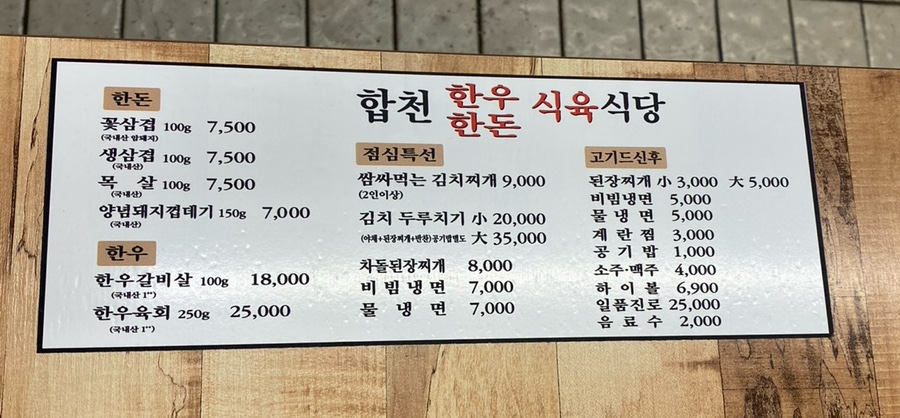 합천 한우 한돈 식육식당
한돈
꽃삼겹 100g 7,500
(국내산 암돼지)
생삼겹 100g 7,500
(국내산)
목 살 100g 7,500
(국내산)
양념돼지껍데기 150g 7,000
(국내산)
한우
한우갈비살 100g 18,000
(국내산 1⁺⁺)
한우육회 250g 25,000
(국내산 1⁺⁺)
점심특선
쌈싸먹는 김치찌개 9,000
(2인이상)
김치 두루치기 小 20,000
(야채+된장찌개+반찬)공기밥별도 大 35,000
차돌된장찌개 8,000
비 빔 냉 면 7,000
물 냉 면 7,000
고기드신후
된장찌개 小 3,000 大 5,000
비빔냉면 5,000
물 냉 면 5,000
계 란 찜 3,000
공 기 밥 1,000
소주·맥주 4,000
하 이 볼 6,900
일품진로 25,000
음 료 수 2,000